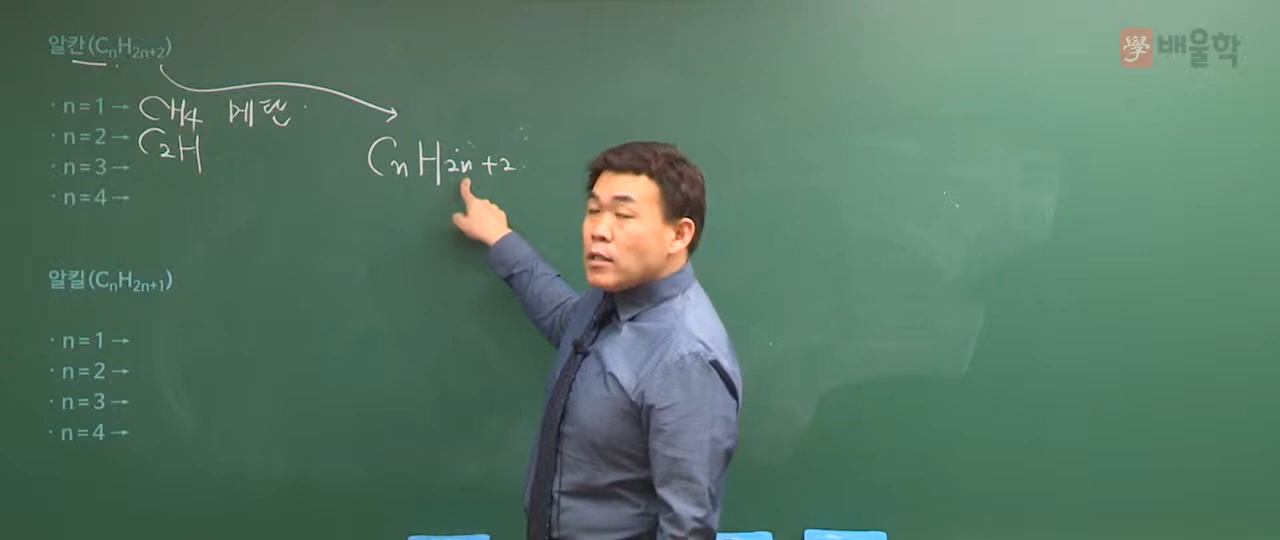 알칸(CₙH₂ₙ₊₂)
· n=1→ CH₄ 메탄
· n=2→ C₂H
· n=3→
· n=4→
CₙH₂ₙ₊₂
알킬(CₙH₂ₙ₊₁)
· n=1→
· n=2→
· n=3→
· n=4→
學 배울학